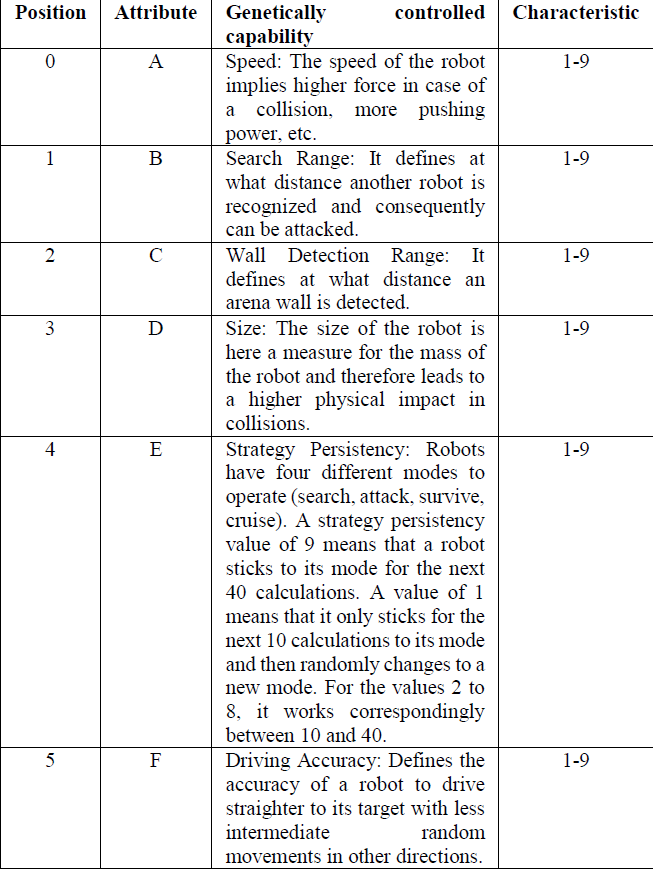 Position Attribute Genetically controlled Characteristic
capability
0 A Speed: The speed of the robot 1-9
implies higher force in case of
a collision, more pushing
power, etc.
1 B Search Range: It defines at 1-9
what distance another robot is
recognized and consequently
can be attacked.
2 C Wall Detection Range: It 1-9
defines at what distance an
arena wall is detected.
3 D Size: The size of the robot is 1-9
here a measure for the mass of
the robot and therefore leads to
a higher physical impact in
collisions.
4 E Strategy Persistency: Robots 1-9
have four different modes to
operate (search, attack, survive,
cruise). A strategy persistency
value of 9 means that a robot
sticks to its mode for the next
40 calculations. A value of 1
means that it only sticks for the
next 10 calculations to its mode
and then randomly changes to a
new mode. For the values 2 to
8, it works correspondingly
between 10 and 40.
5 F Driving Accuracy: Defines the 1-9
accuracy of a robot to drive
straighter to its target with less
intermediate random
movements in other directions.